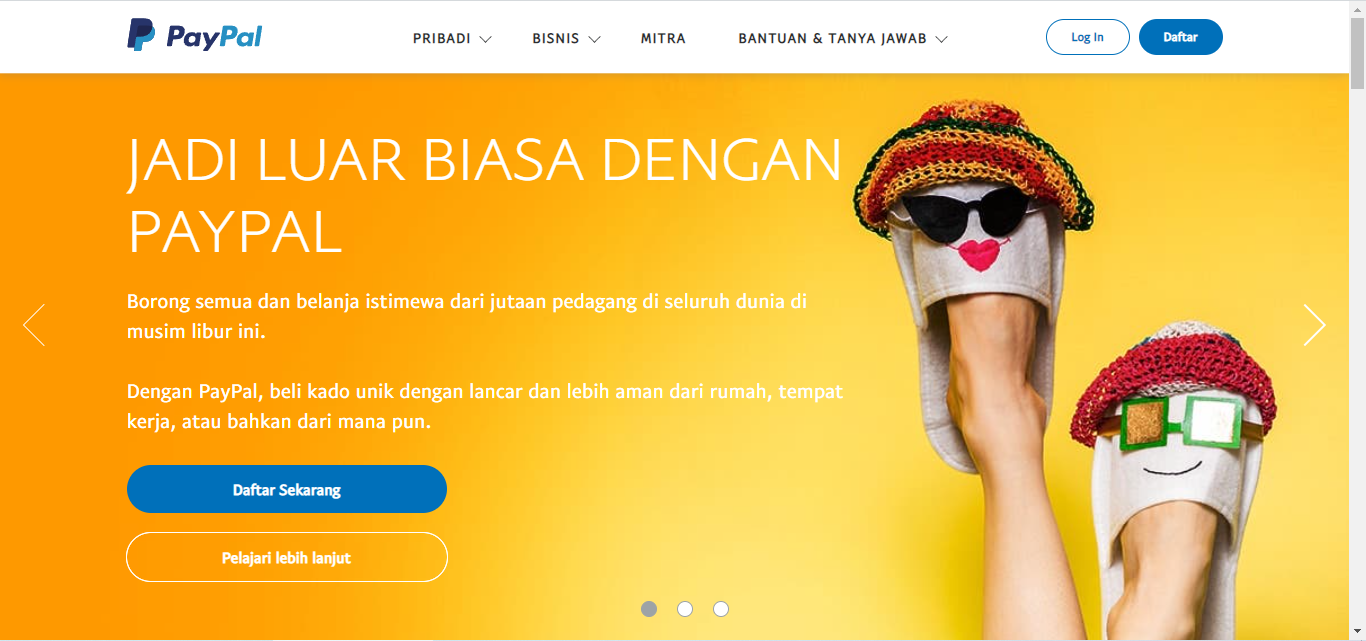 PayPal
PRIBADI
BISNIS
MITRA
BANTUAN & TANYA JAWAB
Log In
Daftar
JADI LUAR BIASA DENGAN
PAYPAL
Borong semua dan belanja istimewa dari jutaan pedagang di seluruh dunia di
musim libur ini.
Dengan PayPal, beli kado unik dengan lancar dan lebih aman dari rumah, tempat
kerja, atau bahkan dari mana pun.
Daftar Sekarang
Pelajari lebih lanjut